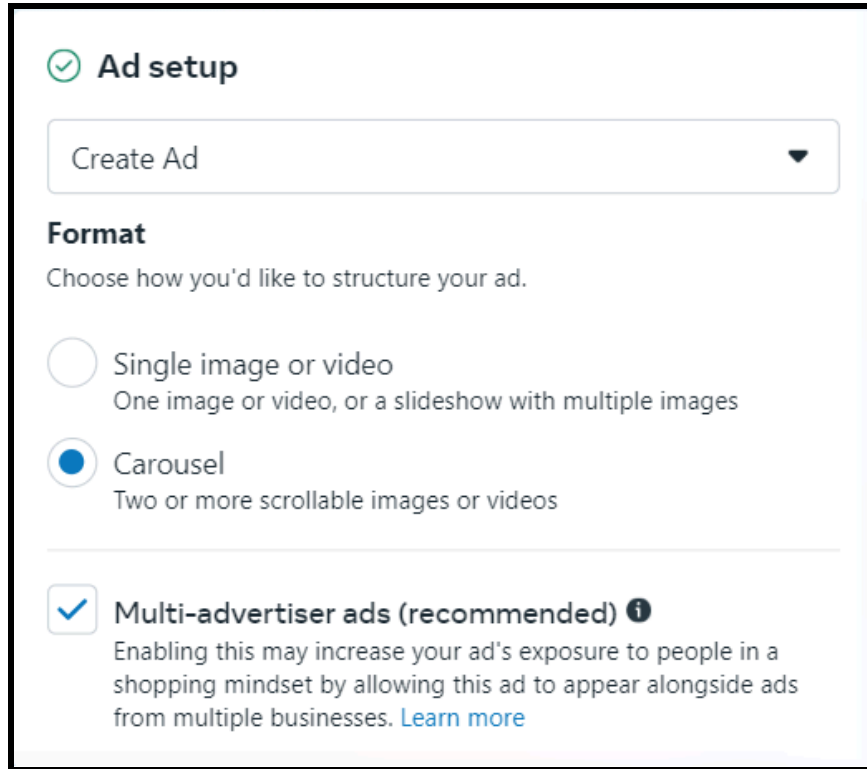 Ad setup
Create Ad
Format
Choose how you'd like to structure your ad.
Single image or video
One image or video, or a slideshow with multiple images
Carousel
Two or more scrollable images or videos
Multi-advertiser ads (recommended)
Enabling this may increase your ad's exposure to people in a
shopping mindset by allowing this ad to appear alongside ads
from multiple businesses. Learn more